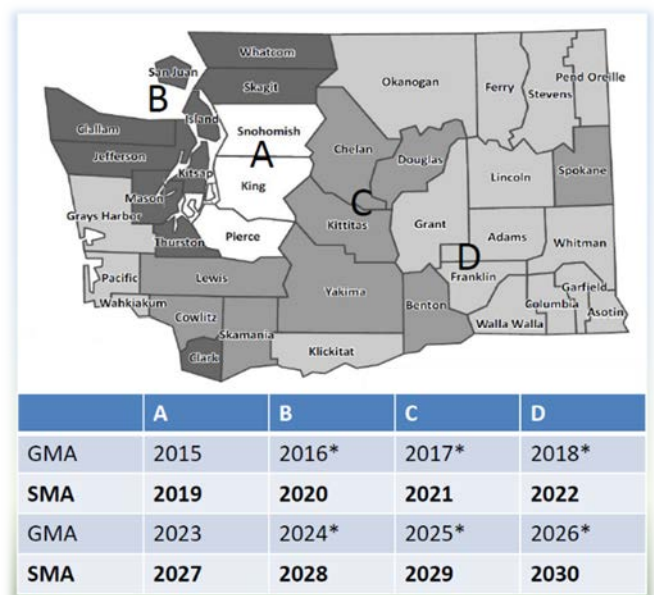 Whatcom
San Juan
Skagit
Okanogan
Ferry
Stevens
Pend Oreille
B
Island
Clallam
Snohomish
Jefferson
Chelan
Douglas
A
Kitsap
Lincoln
Spokane
King
Mason
Grays Harbor
C
Kittitas
Grant
Adams
Whitman
Thurston
Pierce
D
Franklin
Pacific
Lewis
Yakima
Benton
Garfield
Wahkiakum
Columbia
Asotin
Cowlitz
Skamania
Walla Walla
Clark
Klickitat
A B C D
GMA 2015 2016* 2017* 2018*
SMA 2019 2020 2021 2022
GMA 2023 2024* 2025* 2026*
SMA 2027 2028 2029 2030